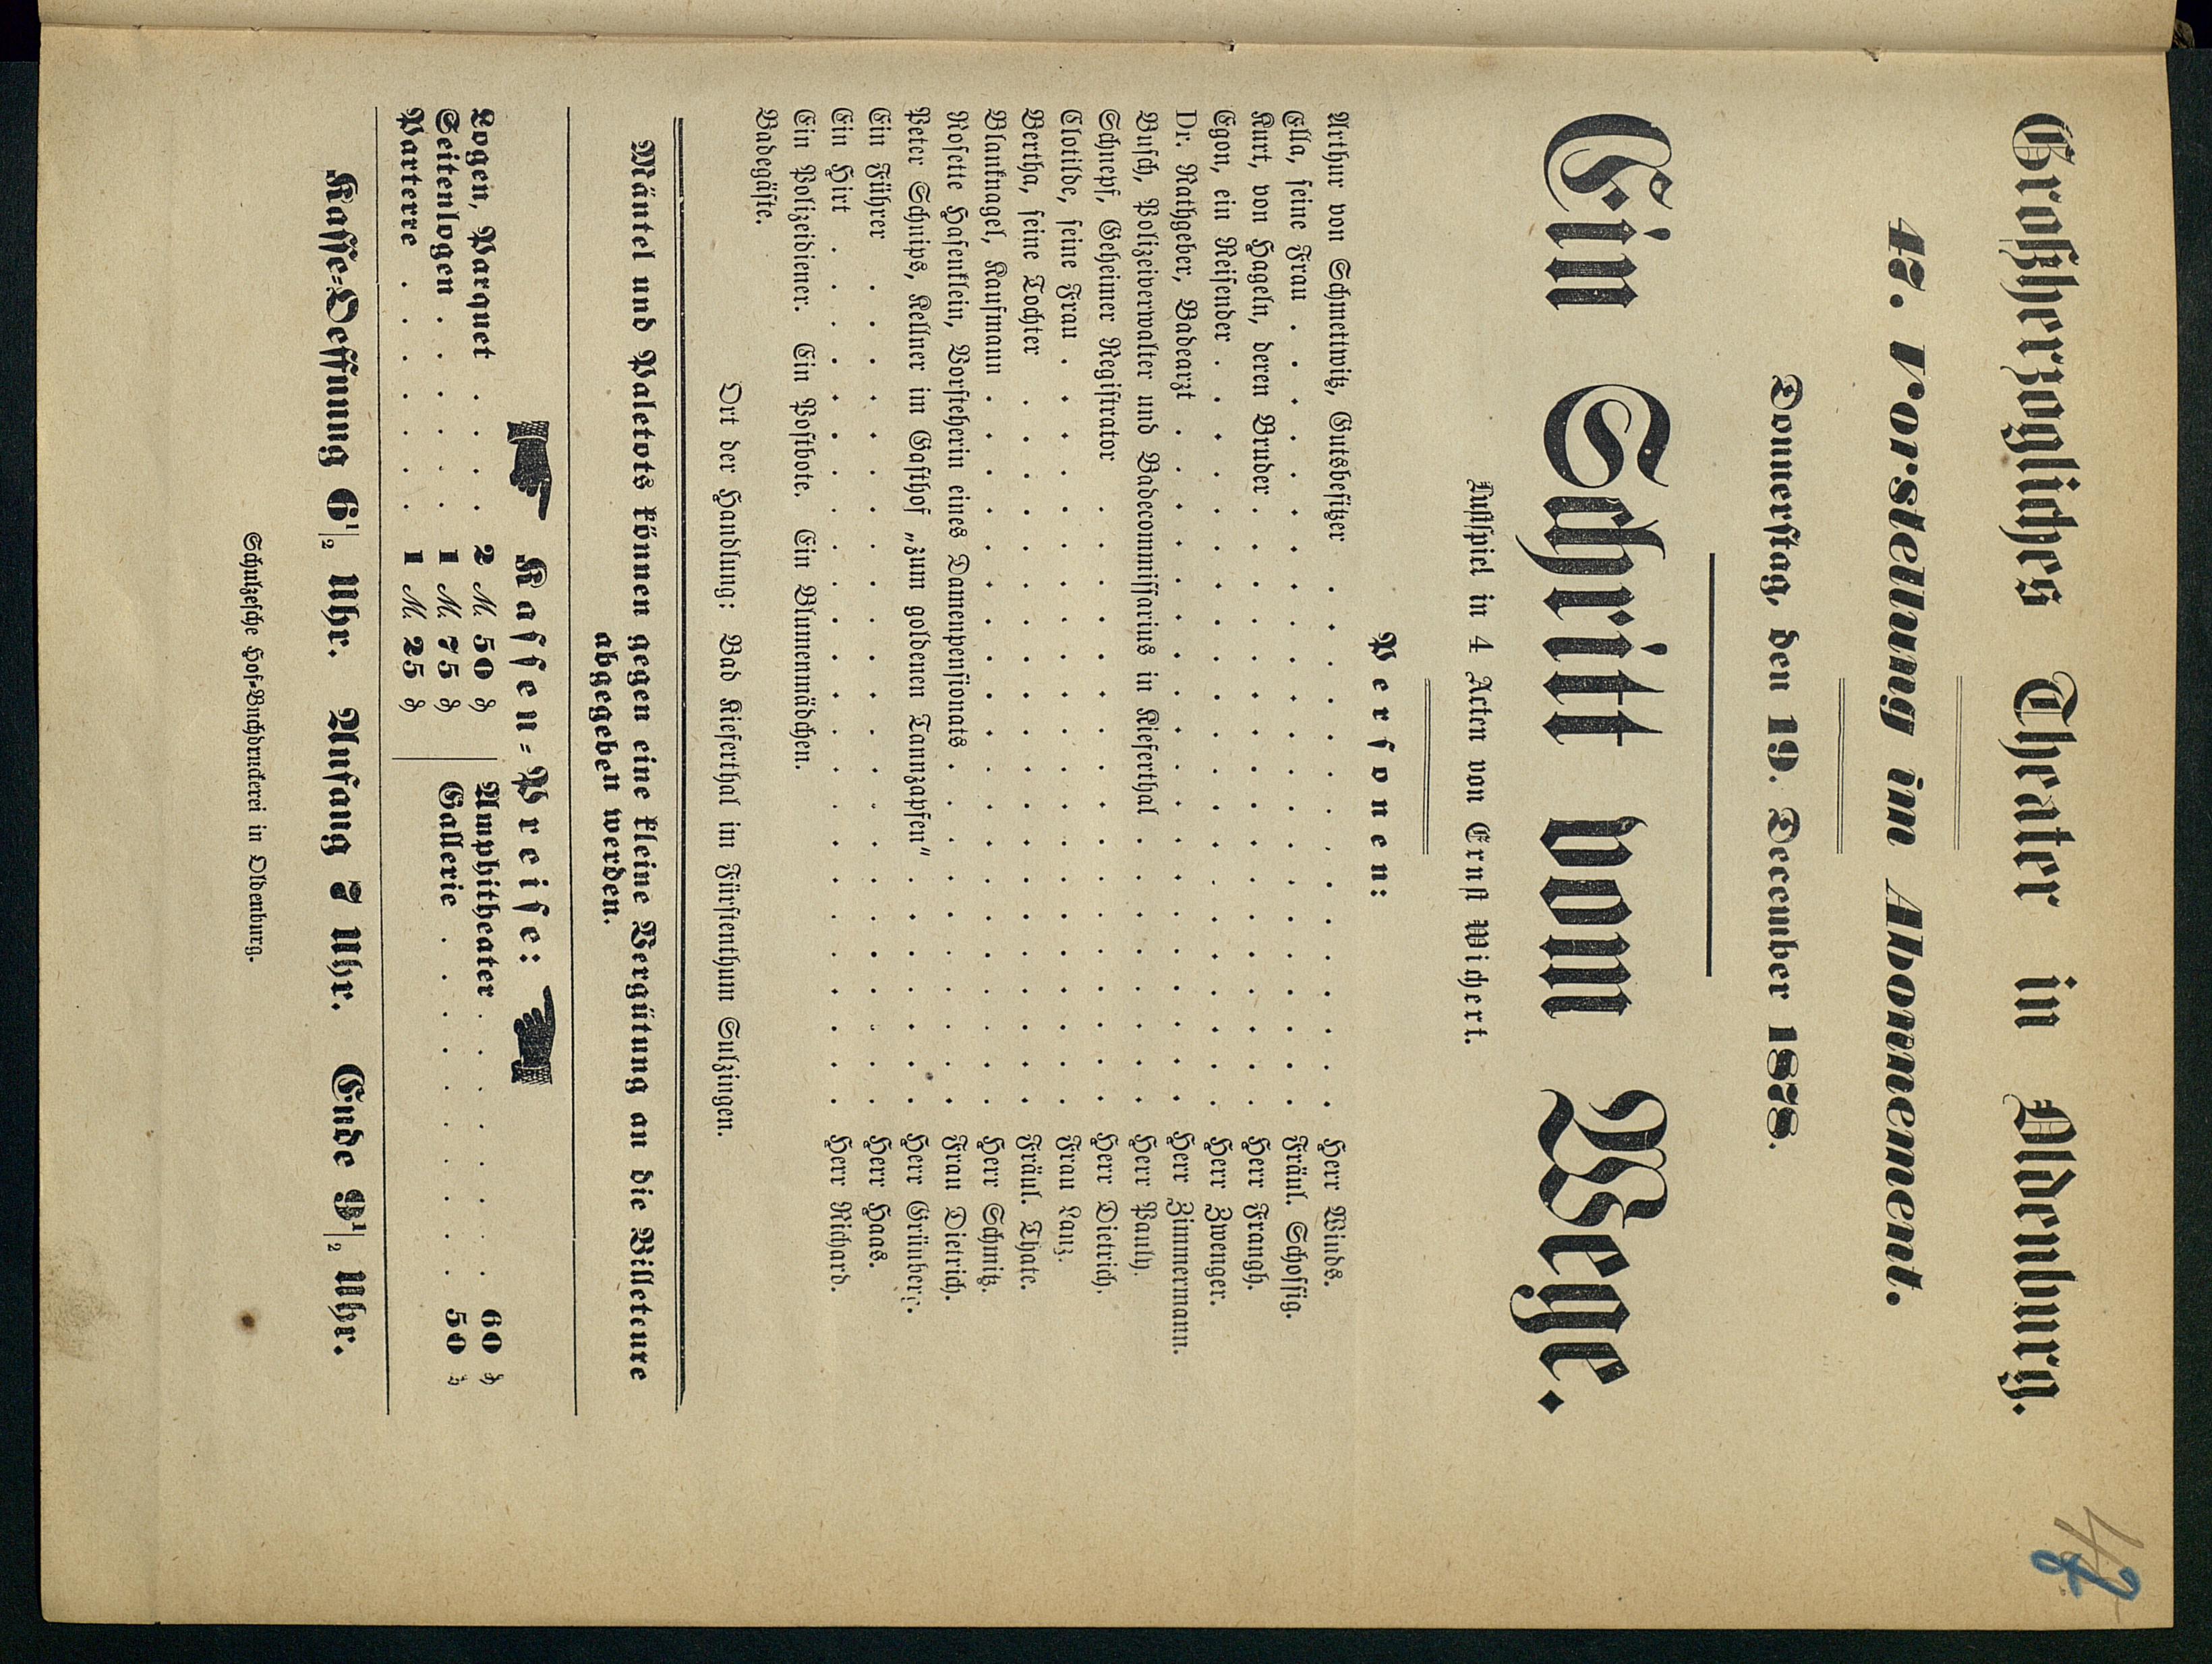 Großherzogliches Theater in Oldenburg.
42. Vorstellung im Abonnement.
Donnerstag, den 19. December 1878.
Ein Schritt vom Wege.
Lustspiel in 4 Acten von Ernst Wichert.
Personen:
Arthur von Schmettwitz, Gutsbesitzer . . . . . . . . Herr Winds.
Ella, seine Frau . . . . . . . . . . . Fräul. Schossig.
Kurt, von Hageln, deren Bruder . . . . . . . . . Herr Frangh.
Egon, ein Reisender . . . . . . . . . . . Herr Zwenger.
Dr. Rathgeber, Badearzt . . . . . . . . . . Herr Zimmermann.
Busch, Polizeiverwalter und Badecommissarius in Kieferthal . . . . . Herr Pauly.
Schnepf, Geheimer Registrator . . . . . . . . . Herr Dietrich.
Clotilde, seine Frau . . . . . . . . . . . Frau Lanz.
Bertha, seine Tochter . . . . . . . . . . . Fräul. Thate.
Blanknagel, Kaufmann . . . . . . . . . . . Herr Schmitz.
Rosette Hasenklein, Vorsteherin eines Damenpensionats . . . . . . Frau Dietrich.
Peter Schnips, Kellner im Gasthof „zum goldenen Tannzapfen" . . . . Herr Grünberg.
Ein Führer . . . . . . . . . . . . Herr Haas.
Ein Hirt . . . . . . . . . . . . . Herr Richard.
Ein Polizeidiener. Ein Postbote. Ein Blumenmädchen.
Badegäste.
Ort der Handlung: Bad Kieferthal im Fürstenthum Sulzingen.
Mäntel und Paletots können gegen eine kleine Vergütung an die Billeteure
abgegeben werden.
Kassen-Preise:
Logen, Parquet . . . . 2 M. 50 ₰
Seitenlogen . . . . . 1 M. 75 ₰
Parterre . . . . . . 1 M. 25 ₰
Amphitheater . . . . . 60 ₰
Gallerie . . . . . . 50 ₰
Kasse-Oeffnung 6½ Uhr. Anfang 7 Uhr. Ende 9½ Uhr.
Schulzesche Hof-Buchdruckerei in Oldenburg.